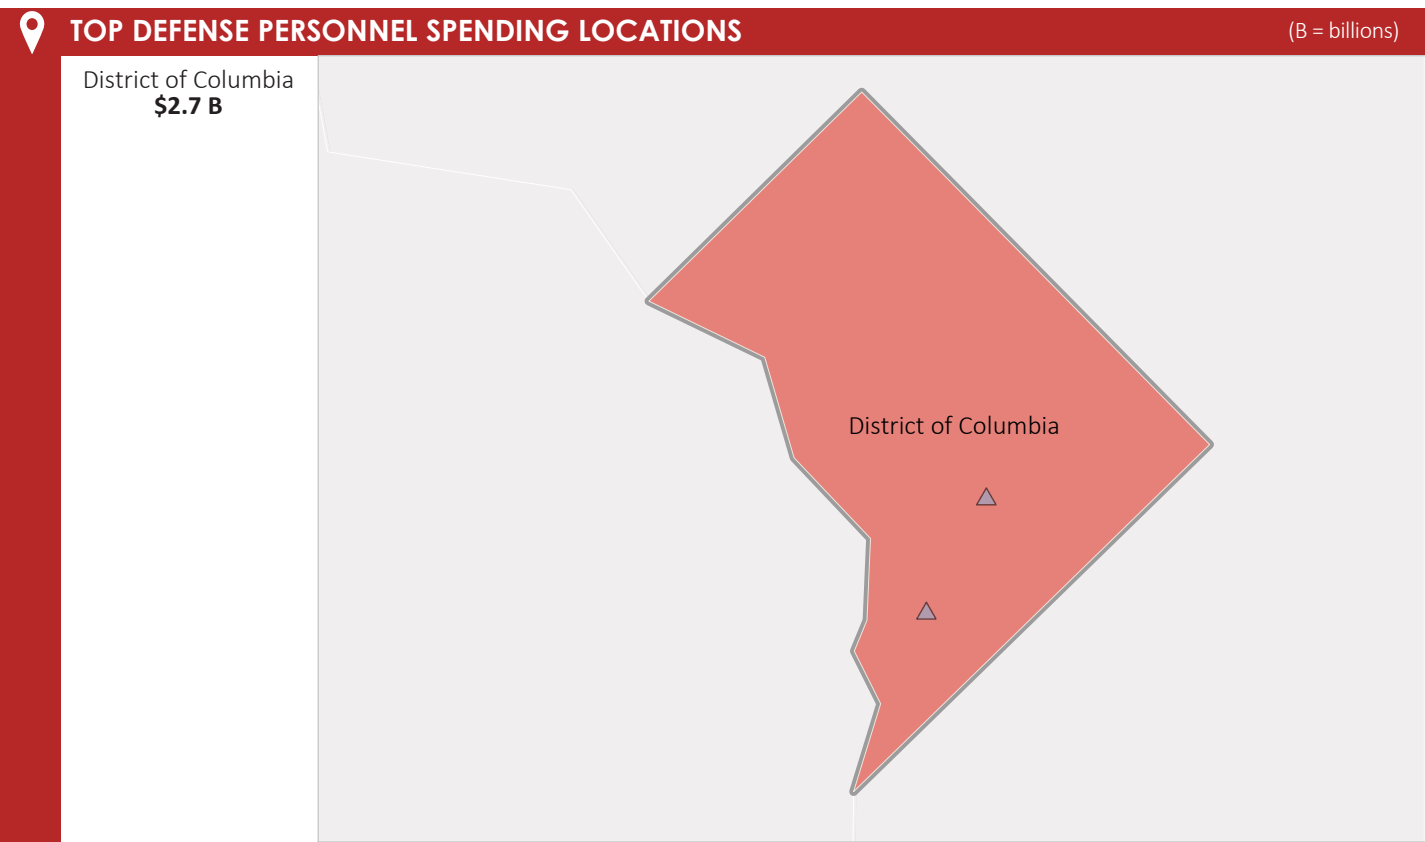 TOP DEFENSE PERSONNEL SPENDING LOCATIONS
(B = billions)
District of Columbia
$2.7 B
District of Columbia